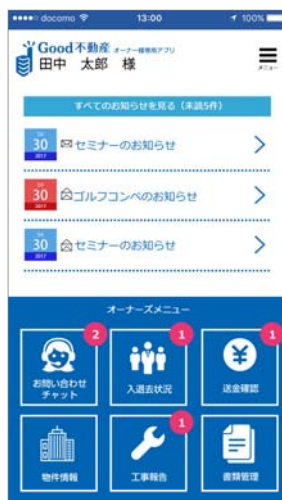 docomo 13:00 100%
Good不動産 オーナー様専用アプリ
田中 太郎 様
メニュー
すべてのお知らせを見る（未読5件）
30
2017
セミナーのお知らせ
30
2017
ゴルフコンペのお知らせ
30
2017
セミナーのお知らせ
オーナーズメニュー
2
1
1
お問い合わせ
チャット
入退去状況
送金確認
1
物件情報
工事報告
書類管理